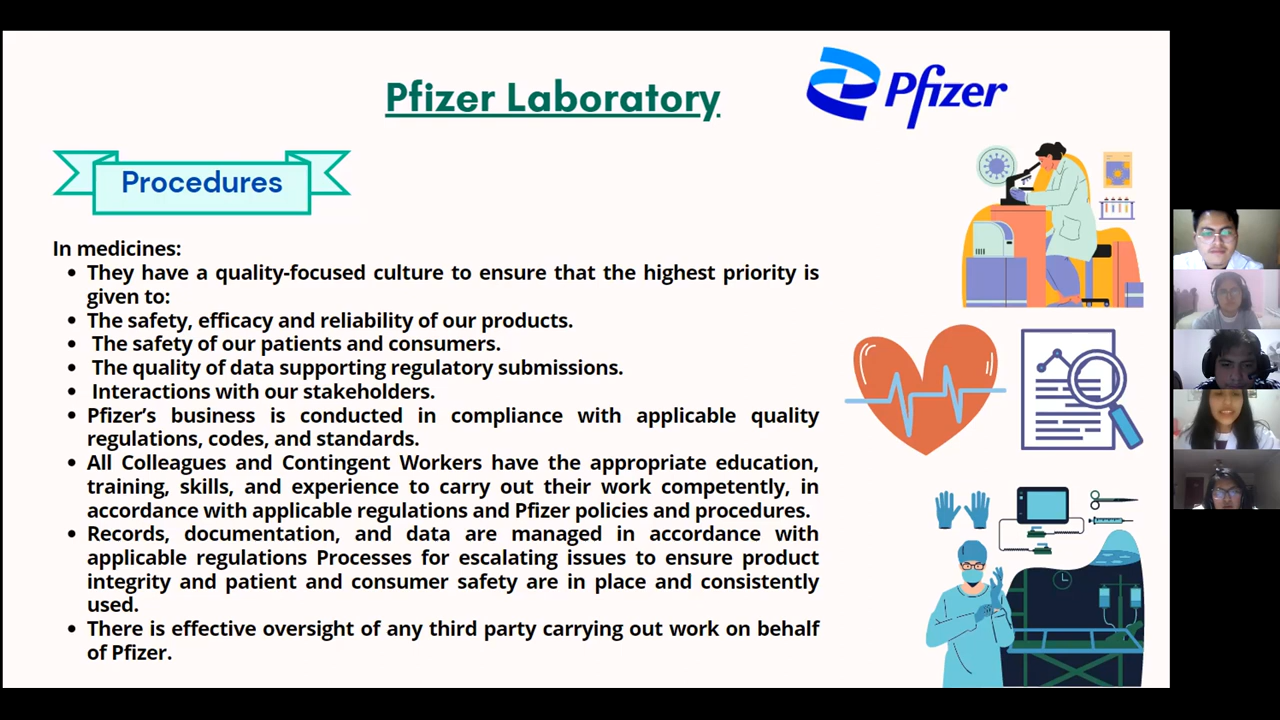 Pfizer Laboratory
Pfizer
Procedures
In medicines:
• They have a quality-focused culture to ensure that the highest priority is
given to:
• The safety, efficacy and reliability of our products.
• The safety of our patients and consumers.
• The quality of data supporting regulatory submissions.
• Interactions with our stakeholders.
• Pfizer’s business is conducted in compliance with applicable quality
regulations, codes, and standards.
• All Colleagues and Contingent Workers have the appropriate education,
training, skills, and experience to carry out their work competently, in
accordance with applicable regulations and Pfizer policies and procedures.
• Records, documentation, and data are managed in accordance with
applicable regulations Processes for escalating issues to ensure product
integrity and patient and consumer safety are in place and consistently
used.
• There is effective oversight of any third party carrying out work on behalf
of Pfizer.